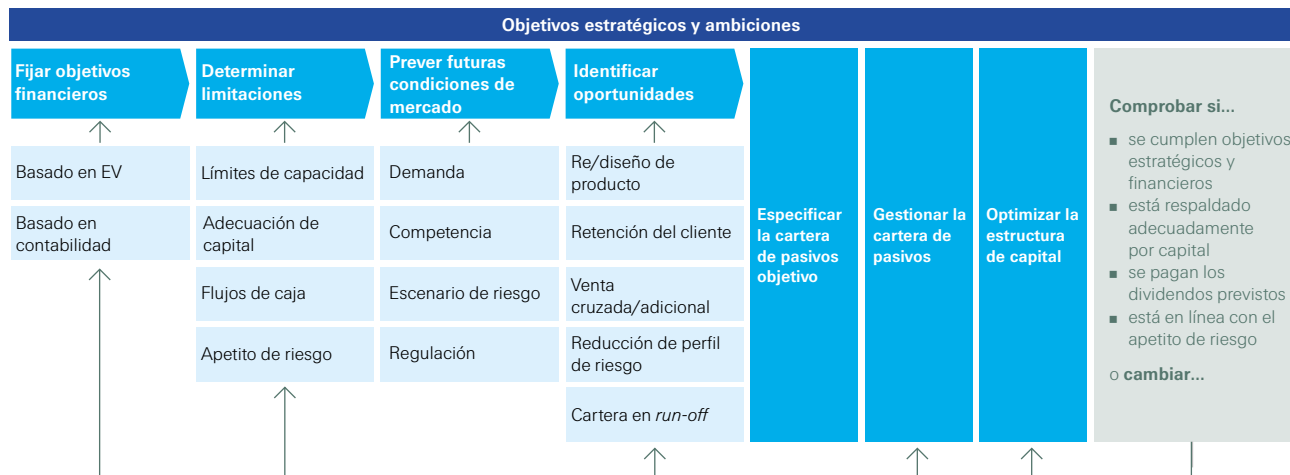 Objetivos estratégicos y ambiciones
Fijar objetivos
financieros
Basado en EV
Basado en
contabilidad
Determinar
limitaciones
Límites de capacidad
Adecuación de
capital
Flujos de caja
Apetito de riesgo
Prever futuras
condiciones de
mercado
Demanda
Competencia
Escenario de riesgo
Regulación
Identificar
oportunidades
Re/diseño de
producto
Retención del cliente
Venta
cruzada/adicional
Reducción de perfil
de riesgo
Cartera en run-off
Especificar
la cartera
de pasivos
objetivo
Gestionar la
cartera de
pasivos
Optimizar la
estructura
de capital
Comprobar si...
■ se cumplen objetivos
estratégicos y
financieros
■ está respaldado
adecuadamente
por capital
■ se pagan los
dividendos previstos
■ está en línea con el
apetito de riesgo
o cambiar...